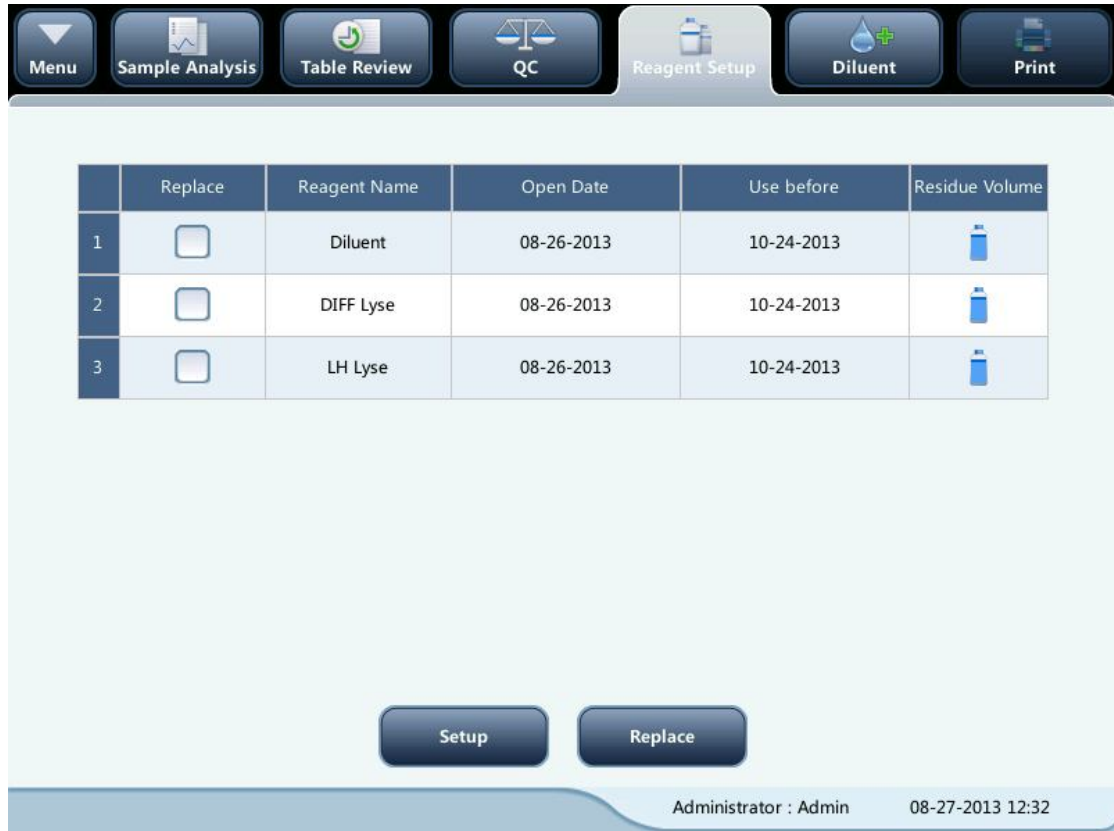 Menu Sample Analysis Table Review QC Reagent Setup Diluent Print
Replace Reagent Name Open Date Use before Residue Volume
1 Diluent 08-26-2013 10-24-2013
2 DIFF Lyse 08-26-2013 10-24-2013
3 LH Lyse 08-26-2013 10-24-2013
Setup Replace
Administrator : Admin 08-27-2013 12:32